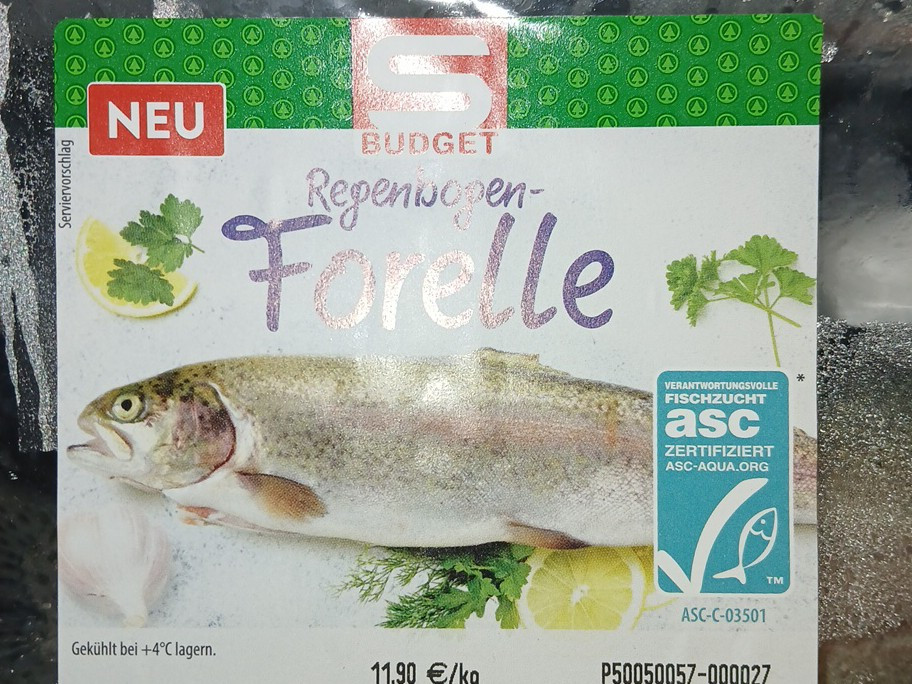 NEU
S
BUDGET
Serviervorschlag
Regenbogen-
Forelle
VERANTWORTUNGSVOLLE
FISCHZUCHT
asc
ZERTIFIZIERT
ASC-AQUA.ORG
TM
*
ASC-C-03501
Gekühlt bei +4°C lagern.
11,90 €/kg
P50050057-000027